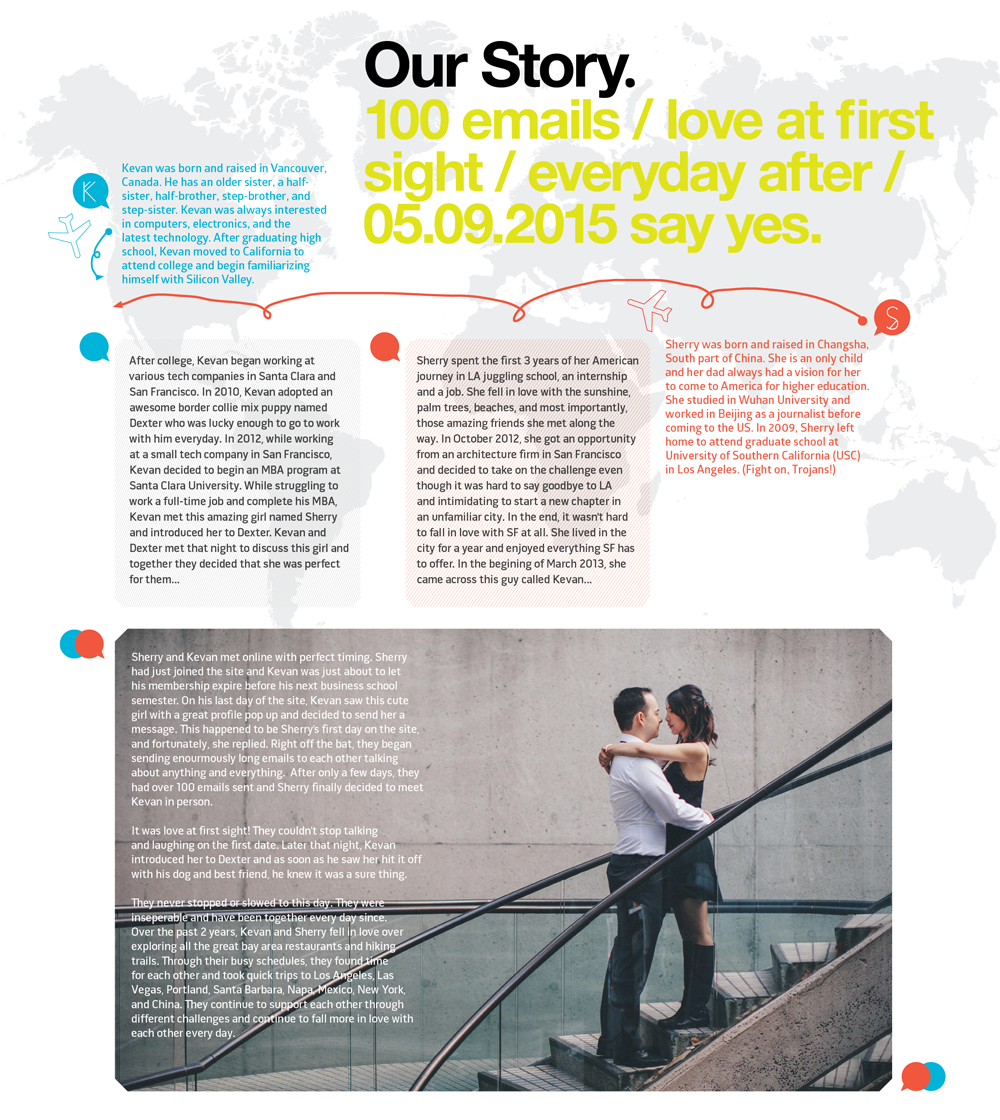 Our Story.
100 emails / love at first
sight / everyday after /
05.09.2015 say yes.
K
Kevan was born and raised in Vancouver,
Canada. He has an older sister, a half-
sister, half-brother, step-brother, and
step-sister. Kevan was always interested
in computers, electronics, and the
latest technology. After graduating high
school, Kevan moved to California to
attend college and begin familiarizing
himself with Silicon Valley.
S
Sherry was born and raised in Changsha,
South part of China. She is an only child
and her dad always had a vision for her
to come to America for higher education.
She studied in Wuhan University and
worked in Beijing as a journalist before
coming to the US. In 2009, Sherry left
home to attend graduate school at
University of Southern California (USC)
in Los Angeles. (Fight on, Trojans!)
After college, Kevan began working at
various tech companies in Santa Clara and
San Francisco. In 2010, Kevan adopted an
awesome border collie mix puppy named
Dexter who was lucky enough to go to work
with him everyday. In 2012, while working
at a small tech company in San Francisco,
Kevan decided to begin an MBA program at
Santa Clara University. While struggling to
work a full-time job and complete his MBA,
Kevan met this amazing girl named Sherry
and introduced her to Dexter. Kevan and
Dexter met that night to discuss this girl and
together they decided that she was perfect
for them...
Sherry spent the first 3 years of her American
journey in LA juggling school, an internship
and a job. She fell in love with the sunshine,
palm trees, beaches, and most importantly,
those amazing friends she met along the
way. In October 2012, she got an opportunity
from an architecture firm in San Francisco
and decided to take on the challenge even
though it was hard to say goodbye to LA
and intimidating to start a new chapter in
an unfamiliar city. In the end, it wasn't hard
to fall in love with SF at all. She lived in the
city for a year and enjoyed everything SF has
to offer. In the begining of March 2013, she
came across this guy called Kevan...
Sherry and Kevan met online with perfect timing. Sherry
had just joined the site and Kevan was just about to let
his membership expire before his next business school
semester. On his last day of the site, Kevan saw this cute
girl with a great profile pop up and decided to send her a
message. This happened to be Sherry's first day on the site,
and fortunately, she replied. Right off the bat, they began
sending enourmously long emails to each other talking
about anything and everything. After only a few days, they
had over 100 emails sent and Sherry finally decided to meet
Kevan in person.
It was love at first sight! They couldn't stop talking
and laughing on the first date. Later that night, Kevan
introduced her to Dexter and as soon as he saw her hit it off
with his dog and best friend, he knew it was a sure thing.
They never stopped or slowed to this day. They were
inseperable and have been together every day since.
Over the past 2 years, Kevan and Sherry fell in love over
exploring all the great bay area restaurants and hiking
trails. Through their busy schedules, they found time
for each other and took quick trips to Los Angeles, Las
Vegas, Portland, Santa Barbara, Napa, Mexico, New York,
and China. They continue to support each other through
different challenges and continue to fall more in love with
each other every day.